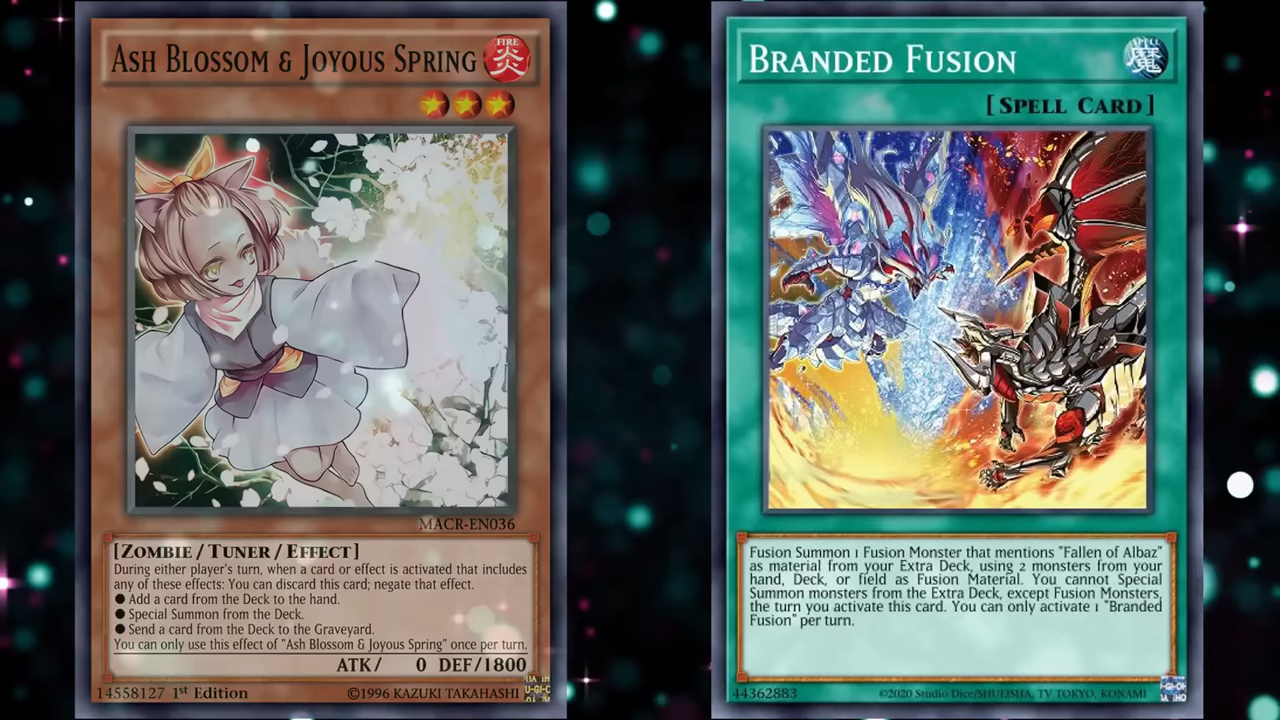 ASH BLOSSOM & JOYOUS SPRING
FIRE
炎
MACR-EN036
[ZOMBIE / TUNER / EFFECT]
During either player's turn, when a card or effect is activated that includes
any of these effects: You can discard this card; negate that effect.
● Add a card from the Deck to the hand.
● Special Summon from the Deck.
● Send a card from the Deck to the Graveyard.
You can only use this effect of "Ash Blossom & Joyous Spring" once per turn.
ATK/ 0 DEF/1800
14558127 1st Edition
©1996 KAZUKI TAKAHASHI
BRANDED FUSION
SPELL
魔
[SPELL CARD]
Fusion Summon 1 Fusion Monster that mentions "Fallen of Albaz"
as material from your Extra Deck, using 2 monsters from your
hand, Deck, or field as Fusion Material. You cannot Special
Summon monsters from the Extra Deck, except Fusion Monsters,
the turn you activate this card. You can only activate 1 "Branded
Fusion" per turn.
44362883
©2020 Studio Dice/SHUEISHA, TV TOKYO, KONAMI